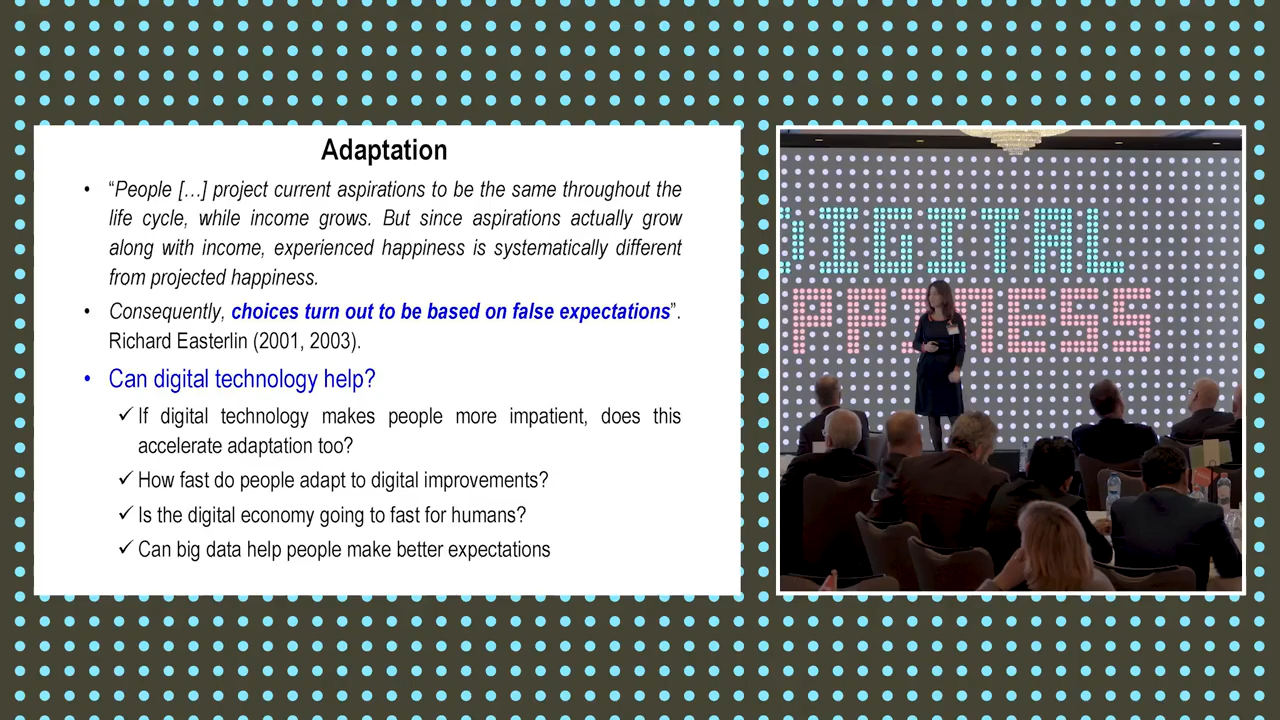 Adaptation
• “People […] project current aspirations to be the same throughout the
life cycle, while income grows. But since aspirations actually grow
along with income, experienced happiness is systematically different
from projected happiness.
• Consequently, choices turn out to be based on false expectations”.
Richard Easterlin (2001, 2003).
• Can digital technology help?
✓ If digital technology makes people more impatient, does this
accelerate adaptation too?
✓ How fast do people adapt to digital improvements?
✓ Is the digital economy going to fast for humans?
✓ Can big data help people make better expectations
DIGITAL
PPINESS